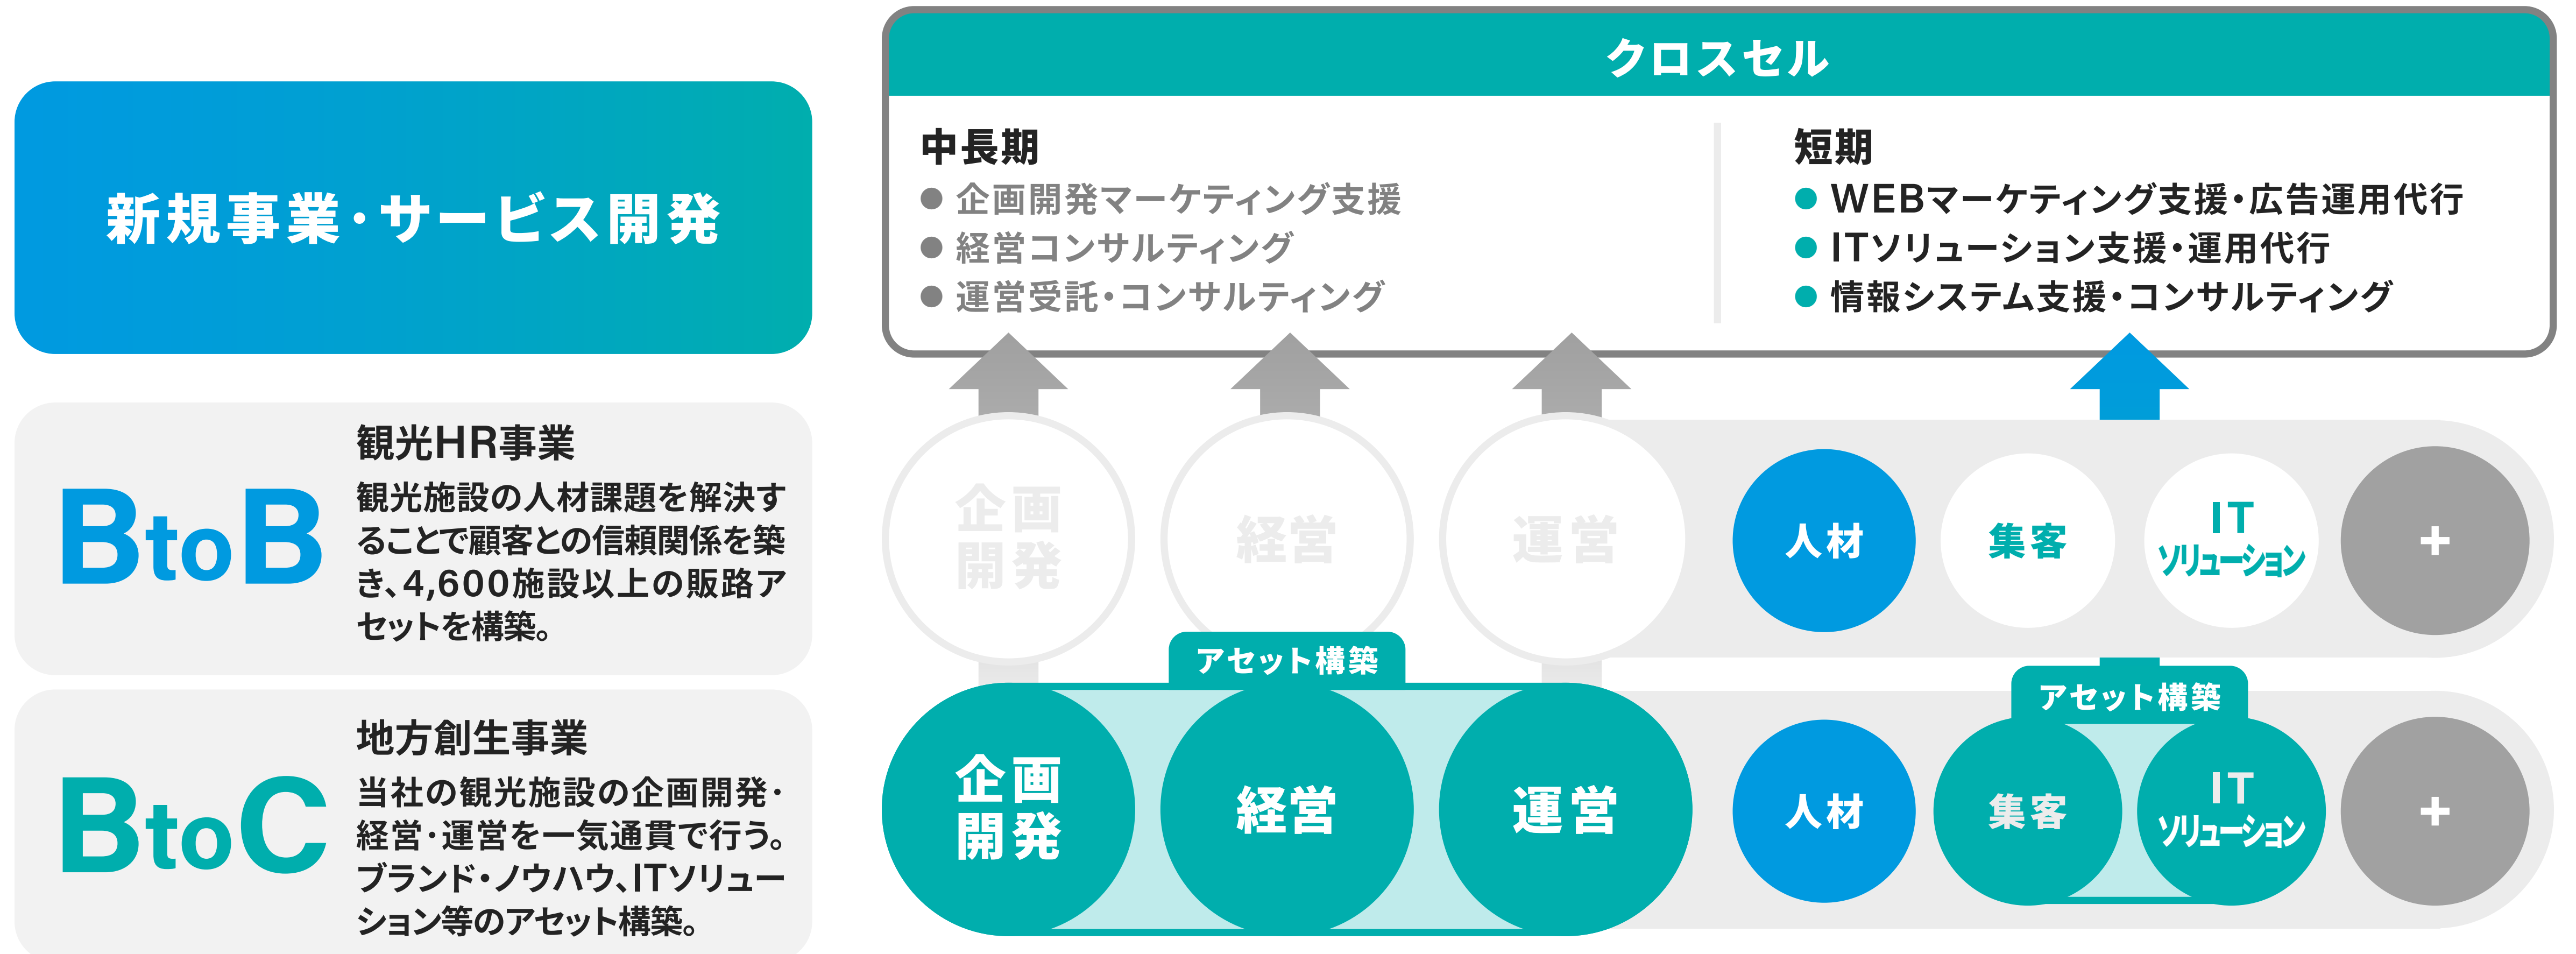 新規事業・サービス開発
クロスセル
中長期
● 企画開発マーケティング支援
● 経営コンサルティング
● 運営受託・コンサルティング
短期
● WEBマーケティング支援・広告運用代行
● ITソリューション支援・運用代行
● 情報システム支援・コンサルティング
BtoB
観光HR事業
観光施設の人材課題を解決す
ることで顧客との信頼関係を築
き、4,600施設以上の販路ア
セットを構築。
企画
開発
経営
運営
人材
集客
IT
ソリューション
+
BtoC
地方創生事業
当社の観光施設の企画開発・
経営・運営を一気通貫で行う。
ブランド・ノウハウ、ITソリュー
ション等のアセット構築。
アセット構築
企画
開発
経営
運営
人材
アセット構築
集客
IT
ソリューション
+